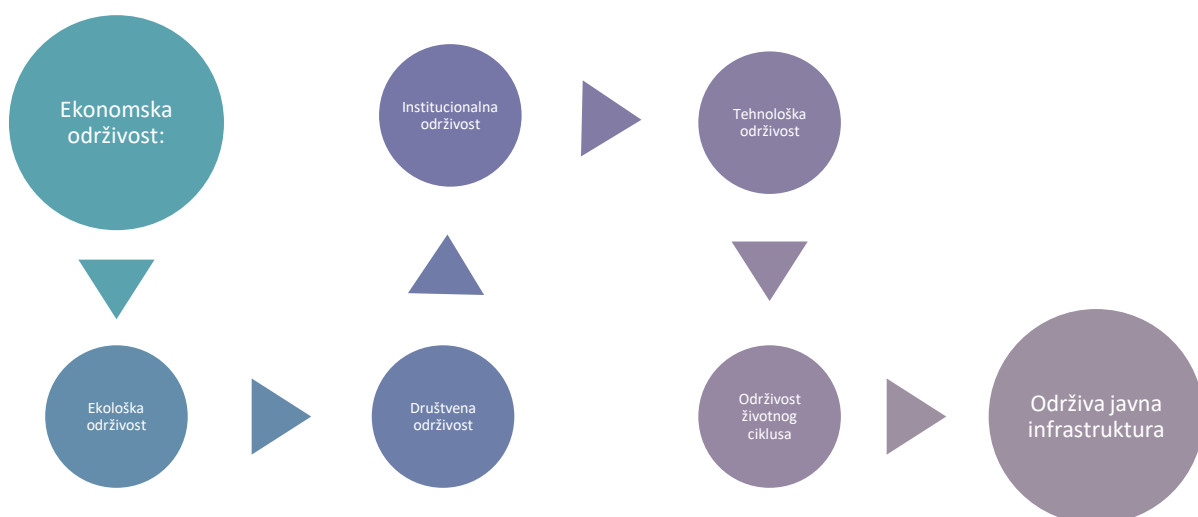 Ekonomska
održivost:
Ekološka
održivost
Društvena
održivost
Institucionalna
održivost
Tehnološka
održivost
Održivost
životnog
ciklusa
Održiva javna
infrastruktura